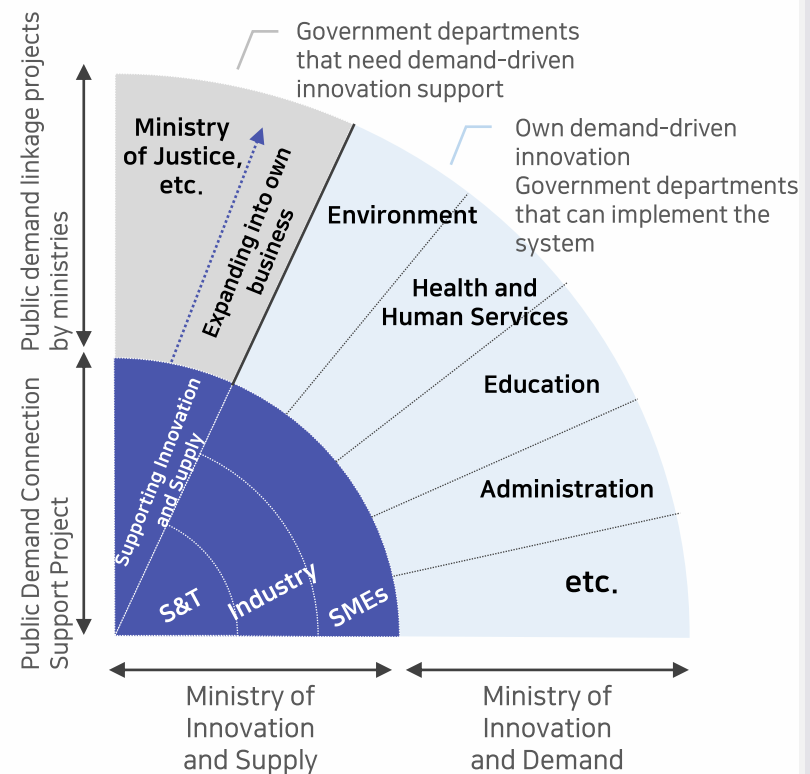 Government departments
that need demand-driven
innovation support
Own demand-driven
innovation
Government departments
that can implement the
system
Public demand linkage projects
by ministries
Ministry
of Justice,
etc.
Expanding into own
business
Environment
Health and
Human Services
Education
Administration
etc.
Public Demand Connection
Support Project
Supporting Innovation
and Supply
S&T
Industry
SMEs
Ministry of
Innovation
and Supply
Ministry of
Innovation
and Demand